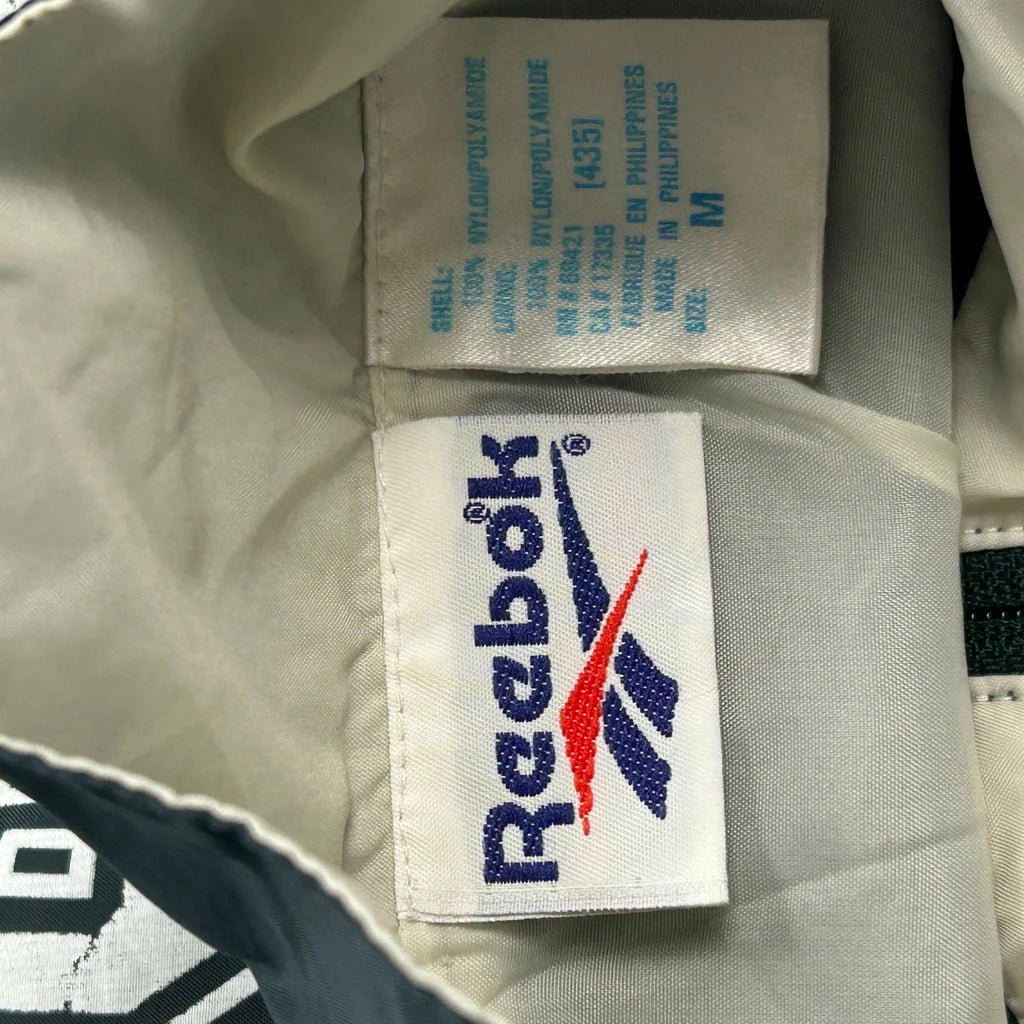 SHELL:
100% NYLON/POLYAMIDE
LINING:
100% NYLON/POLYAMIDE
RN # 69421 [435]
CA # 17335
FABRIQUE EN PHILIPPINES
MADE IN PHILIPPINES
SIZE: M
Reebok®
®